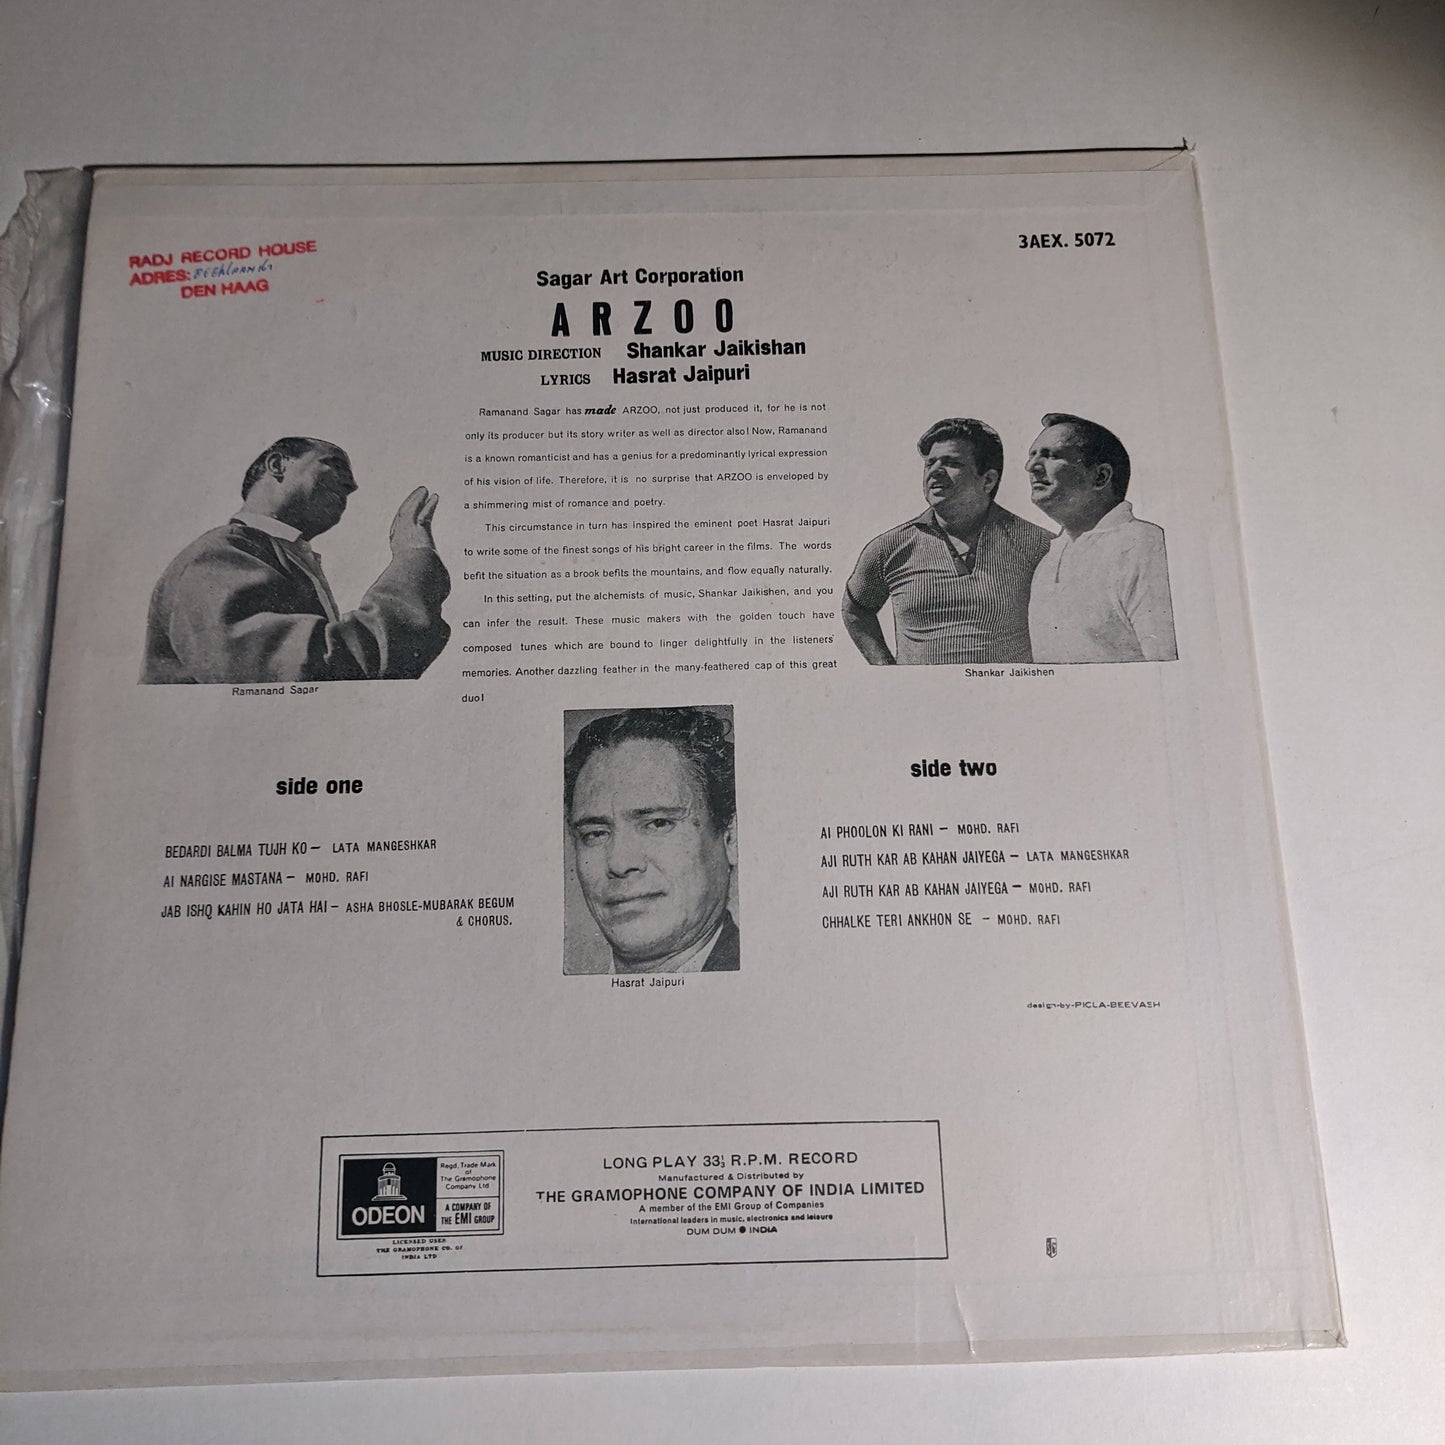 RADJ RECORD HOUSE
ADRES:
DEN HAAG
3AEX. 5072
Sagar Art Corporation
ARZOO
MUSIC DIRECTION Shankar Jaikishan
LYRICS Hasrat Jaipuri
Ramanand Sagar has made ARZOO, not just produced it, for he is not
only its producer but its story writer as well as director also! Now, Ramanand
is a known romanticist and has a genius for a predominantly lyrical expression
of his vision of life. Therefore, it is no surprise that ARZOO is enveloped by
a shimmering mist of romance and poetry.
This circumstance in turn has inspired the eminent poet Hasrat Jaipuri
to write some of the finest songs of his bright career in the films. The words
befit the situation as a brook befits the mountains, and flow equally naturally.
In this setting, put the alchemists of music, Shankar Jaikishen, and you
can infer the result. These music makers with the golden touch have
composed tunes which are bound to linger delightfully in the listeners'
memories. Another dazzling feather in the many-feathered cap of this great
duo!
Ramanand Sagar
Shankar Jaikishen
side one
BEDARDI BALMA TUJH KO – LATA MANGESHKAR
AI NARGISE MASTANA – MOHD. RAFI
JAB ISHQ KAHIN HO JATA HAI – ASHA BHOSLE-MUBARAK BEGUM
& CHORUS.
Hasrat Jaipuri
side two
AI PHOOLON KI RANI – MOHD. RAFI
AJI RUTH KAR AB KAHAN JAIYEGA – LATA MANGESHKAR
AJI RUTH KAR AB KAHAN JAIYEGA – MOHD. RAFI
CHHALKE TERI ANKHON SE – MOHD. RAFI
design-by-PICLA-BEEVASH
ODEON
Regd. Trade Mark
of
The Gramophone
Company Ltd
A COMPANY OF
THE EMI GROUP
LICENSED USER
THE GRAMOPHONE CO. OF
INDIA LTD
LONG PLAY 33⅓ R.P.M. RECORD
Manufactured & Distributed by
THE GRAMOPHONE COMPANY OF INDIA LIMITED
A member of the EMI Group of Companies
International leaders in music, electronics and leisure
DUM DUM ● INDIA